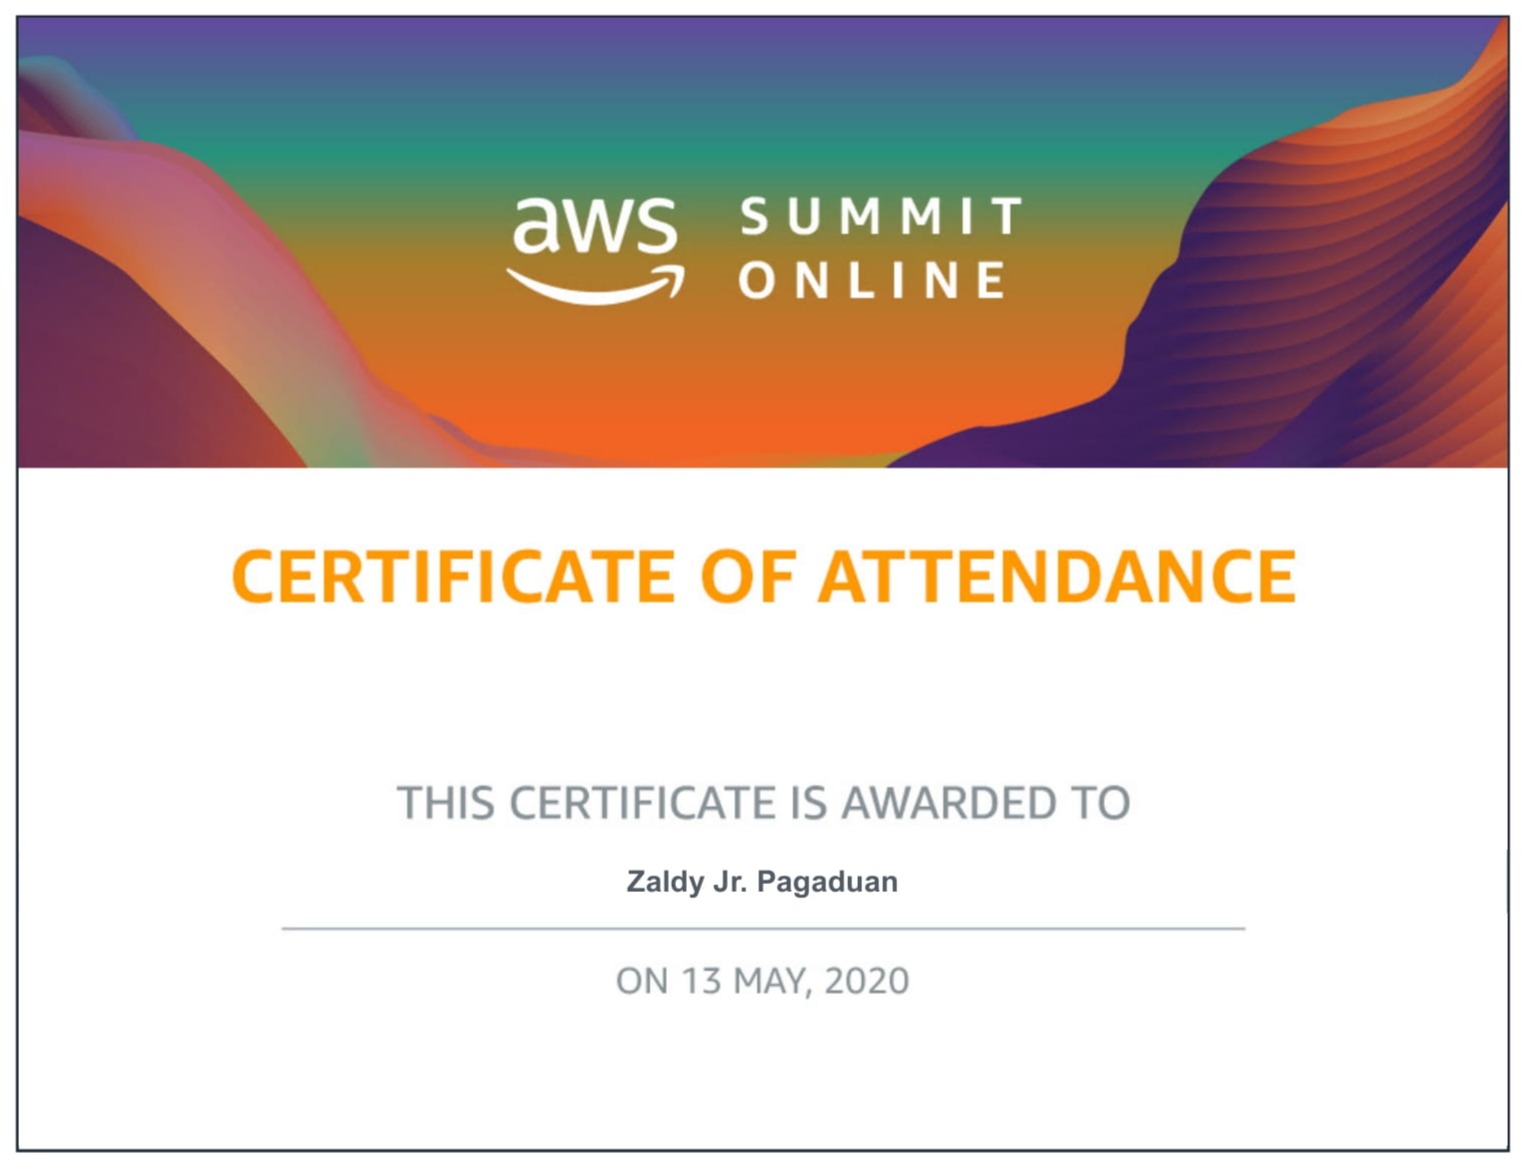 aws
SUMMIT
ONLINE
CERTIFICATE OF ATTENDANCE
THIS CERTIFICATE IS AWARDED TO
Zaldy Jr. Pagaduan
ON 13 MAY, 2020